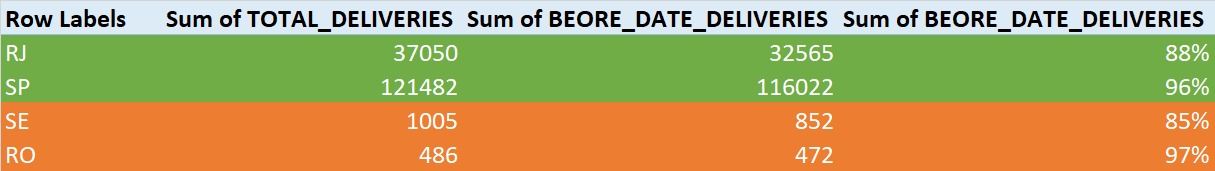 Row Labels Sum of TOTAL_DELIVERIES Sum of BEORE_DATE_DELIVERIES Sum of BEORE_DATE_DELIVERIES
RJ 37050 32565 88%
SP 121482 116022 96%
SE 1005 852 85%
RO 486 472 97%